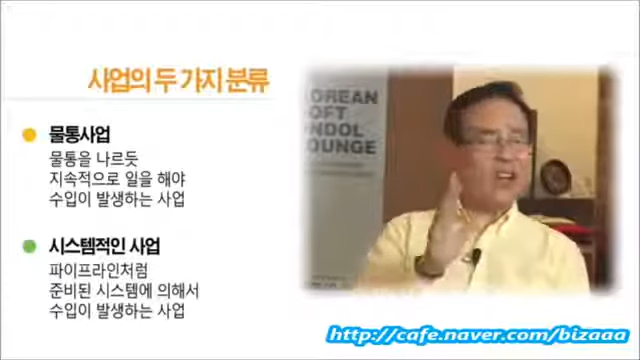 사업의 두 가지 분류
물통사업
물통을 나르듯
지속적으로 일을 해야
수입이 발생하는 사업
시스템적인 사업
파이프라인처럼
준비된 시스템에 의해서
수입이 발생하는 사업
OREAN
OFT
NDOL
OUNGE
http://cafe.naver.com/bizaaa